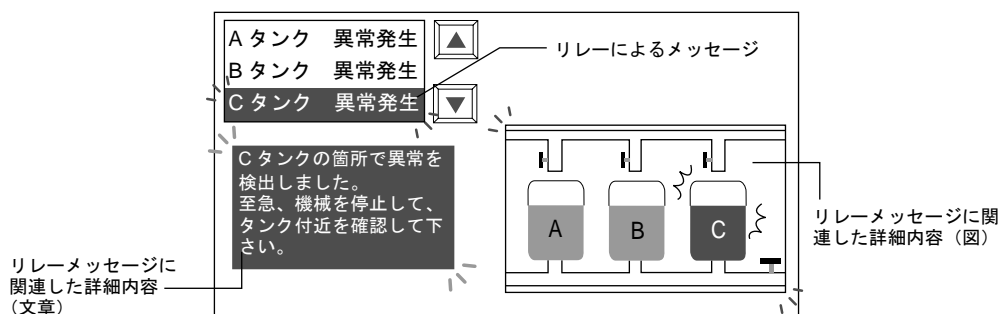 A タンク 異常発生
B タンク 異常発生
C タンク 異常発生
リレーによるメッセージ
C タンクの箇所で異常を
検出しました。
至急、機械を停止して、
タンク付近を確認して下
さい。
A
B
C
リレーメッセージに関
連した詳細内容（図）
リレーメッセージに
関連した詳細内容
（文章）